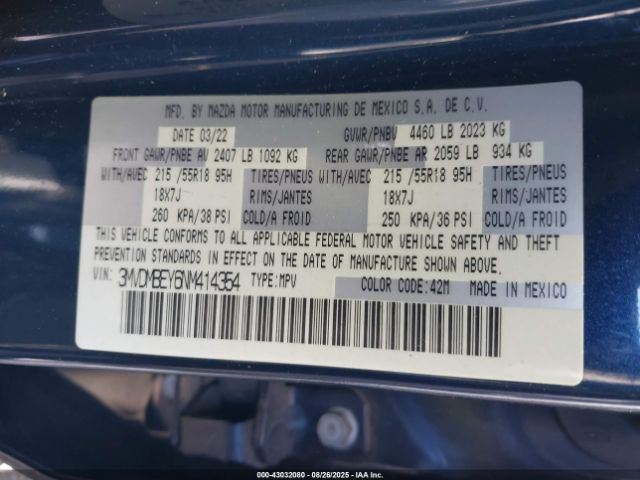 MFD. BY MAZDA MOTOR MANUFACTURING DE MEXICO S.A. DE C.V.
DATE 03/22 GVWR/PNBV 4460 LB 2023 KG
FRONT GAWR/PNBE AV 2407 LB 1092 KG REAR GAWR/PNBE AR 2059 LB 934 KG
WITH/AVEC 215 /55R18 95H TIRES/PNEUS WITH/AVEC 215 /55R18 95H TIRES/PNEUS
18X7J RIMS/JANTES 18X7J RIMS/JANTES
260 KPA/38 PSI COLD/A FROID 250 KPA/36 PSI COLD/A FROID
THIS VEHICLE CONFORMS TO ALL APPLICABLE FEDERAL MOTOR VEHICLE SAFETY AND THEFT
PREVENTION STANDARDS IN EFFECT ON THE DATE OF MANUFACTURE SHOWN ABOVE.
VIN: 3MVDMBEY6NM414354 TYPE: MPV COLOR CODE: 42M MADE IN MEXICO
000-43032080 - 08/26/2025 - IAAI.COM